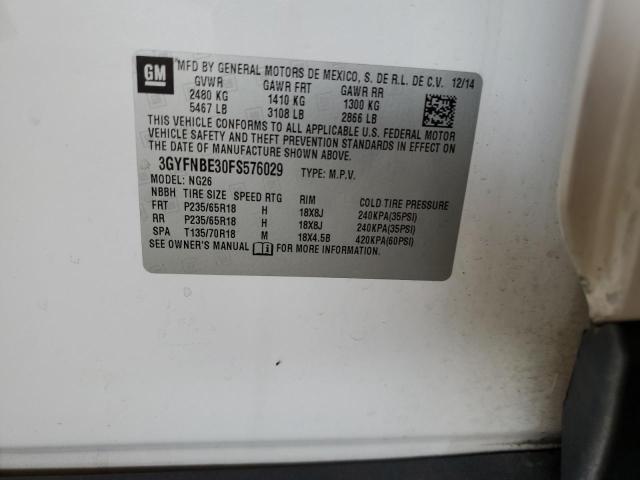 GM
*MFD BY GENERAL MOTORS DE MEXICO, S. DE R.L. DE C.V. 12/14
GVWR GAWR FRT GAWR RR
2480 KG 1410 KG 1300 KG
5467 LB 3108 LB 2866 LB
THIS VEHICLE CONFORMS TO ALL APPLICABLE U.S. FEDERAL MOTOR
VEHICLE SAFETY AND THEFT PREVENTION STANDARDS IN EFFECT ON
THE DATE OF MANUFACTURE SHOWN ABOVE.
3GYFNBE30FS576029 TYPE: M.P.V.
MODEL: NG26
NBBH TIRE SIZE SPEED RTG RIM COLD TIRE PRESSURE
FRT P235/65R18 H 18X8J 240KPA(35PSI)
RR P235/65R18 H 18X8J 240KPA(35PSI)
SPA T135/70R18 M 18X4.5B 420KPA(60PSI)
SEE OWNER'S MANUAL FOR MORE INFORMATION.